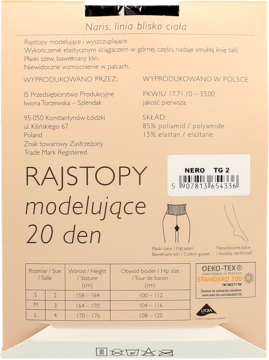 Naris, linia blisko ciała
Rajstopy modelujące i wyszczuplające.
Wykończenie elastycznym ściągaczem w górnej części, nadaje smukłą linię talii.
Płaski szew, bawełniany klin.
Niewidoczne wzmocnienie w palcach.
WYPRODUKOWANO PRZEZ:
IS Przedsiębiorstwo Produkcyjne
Iwona Torzewska – Szlendak
95-050 Konstantynów Łódzki
ul. Kilińskiego 67
Poland
Znak towarowy Zastrzeżony
Trade Mark Registered
WYPRODUKOWANO W POLSCE
PKW 17.71.10 – 33.00
jakość pierwsza
SKŁAD:
85% poliamid / polyamide
15% elastan / elastane
NERO TG 2
5 907813 654336
RAJSTOPY
modelujące
20 den
Płaski szew / Flat seam
Bawełniany klin / Cotton gusset
Niewidoczne palce
Rozmiar / Size
/ Taille
Wzrost / Height
/ Stature
(cm)
Obwód bioder / Hip size
/ Tour de bassin
(cm)
S 2 158 – 164 100 – 112
M 3 164 – 170 104 – 116
L 4 170 – 176 108 – 120
OEKO-TEX®
STANDARD 100
LYCRA